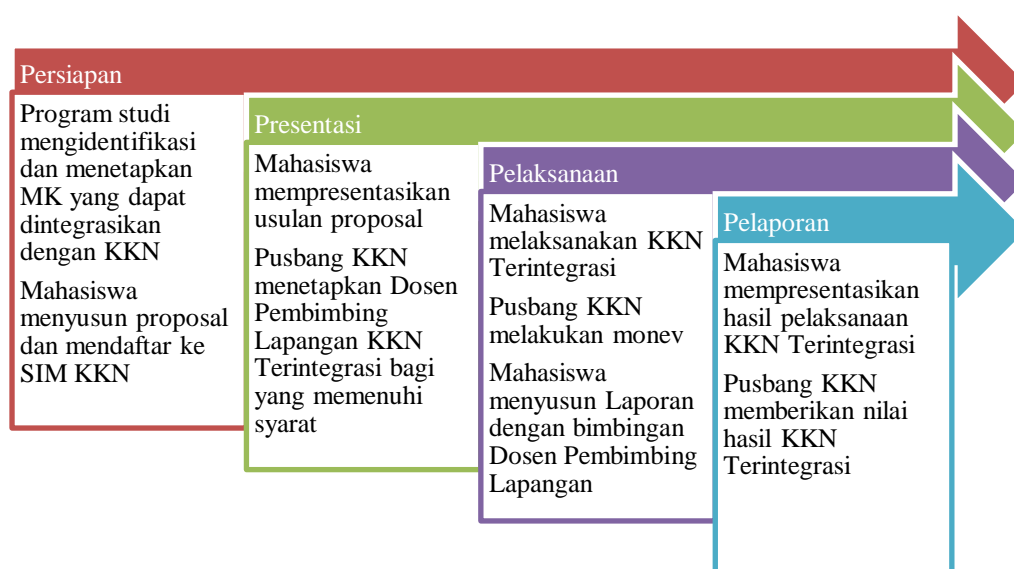 Persiapan
Program studi
mengidentifikasi
dan menetapkan
MK yang dapat
dintegrasikan
dengan KKN
Mahasiswa
menyusun proposal
dan mendaftar ke
SIM KKN
Presentasi
Mahasiswa
mempresentasikan
usulan proposal
Pusbang KKN
menetapkan Dosen
Pembimbing
Lapangan KKN
Terintegrasi bagi
yang memenuhi
syarat
Pelaksanaan
Mahasiswa
melaksanakan KKN
Terintegrasi
Pusbang KKN
melakukan monev
Mahasiswa
menyusun Laporan
dengan bimbingan
Dosen Pembimbing
Lapangan
Pelaporan
Mahasiswa
mempresentasikan
hasil pelaksanaan
KKN Terintegrasi
Pusbang KKN
memberikan nilai
hasil KKN
Terintegrasi